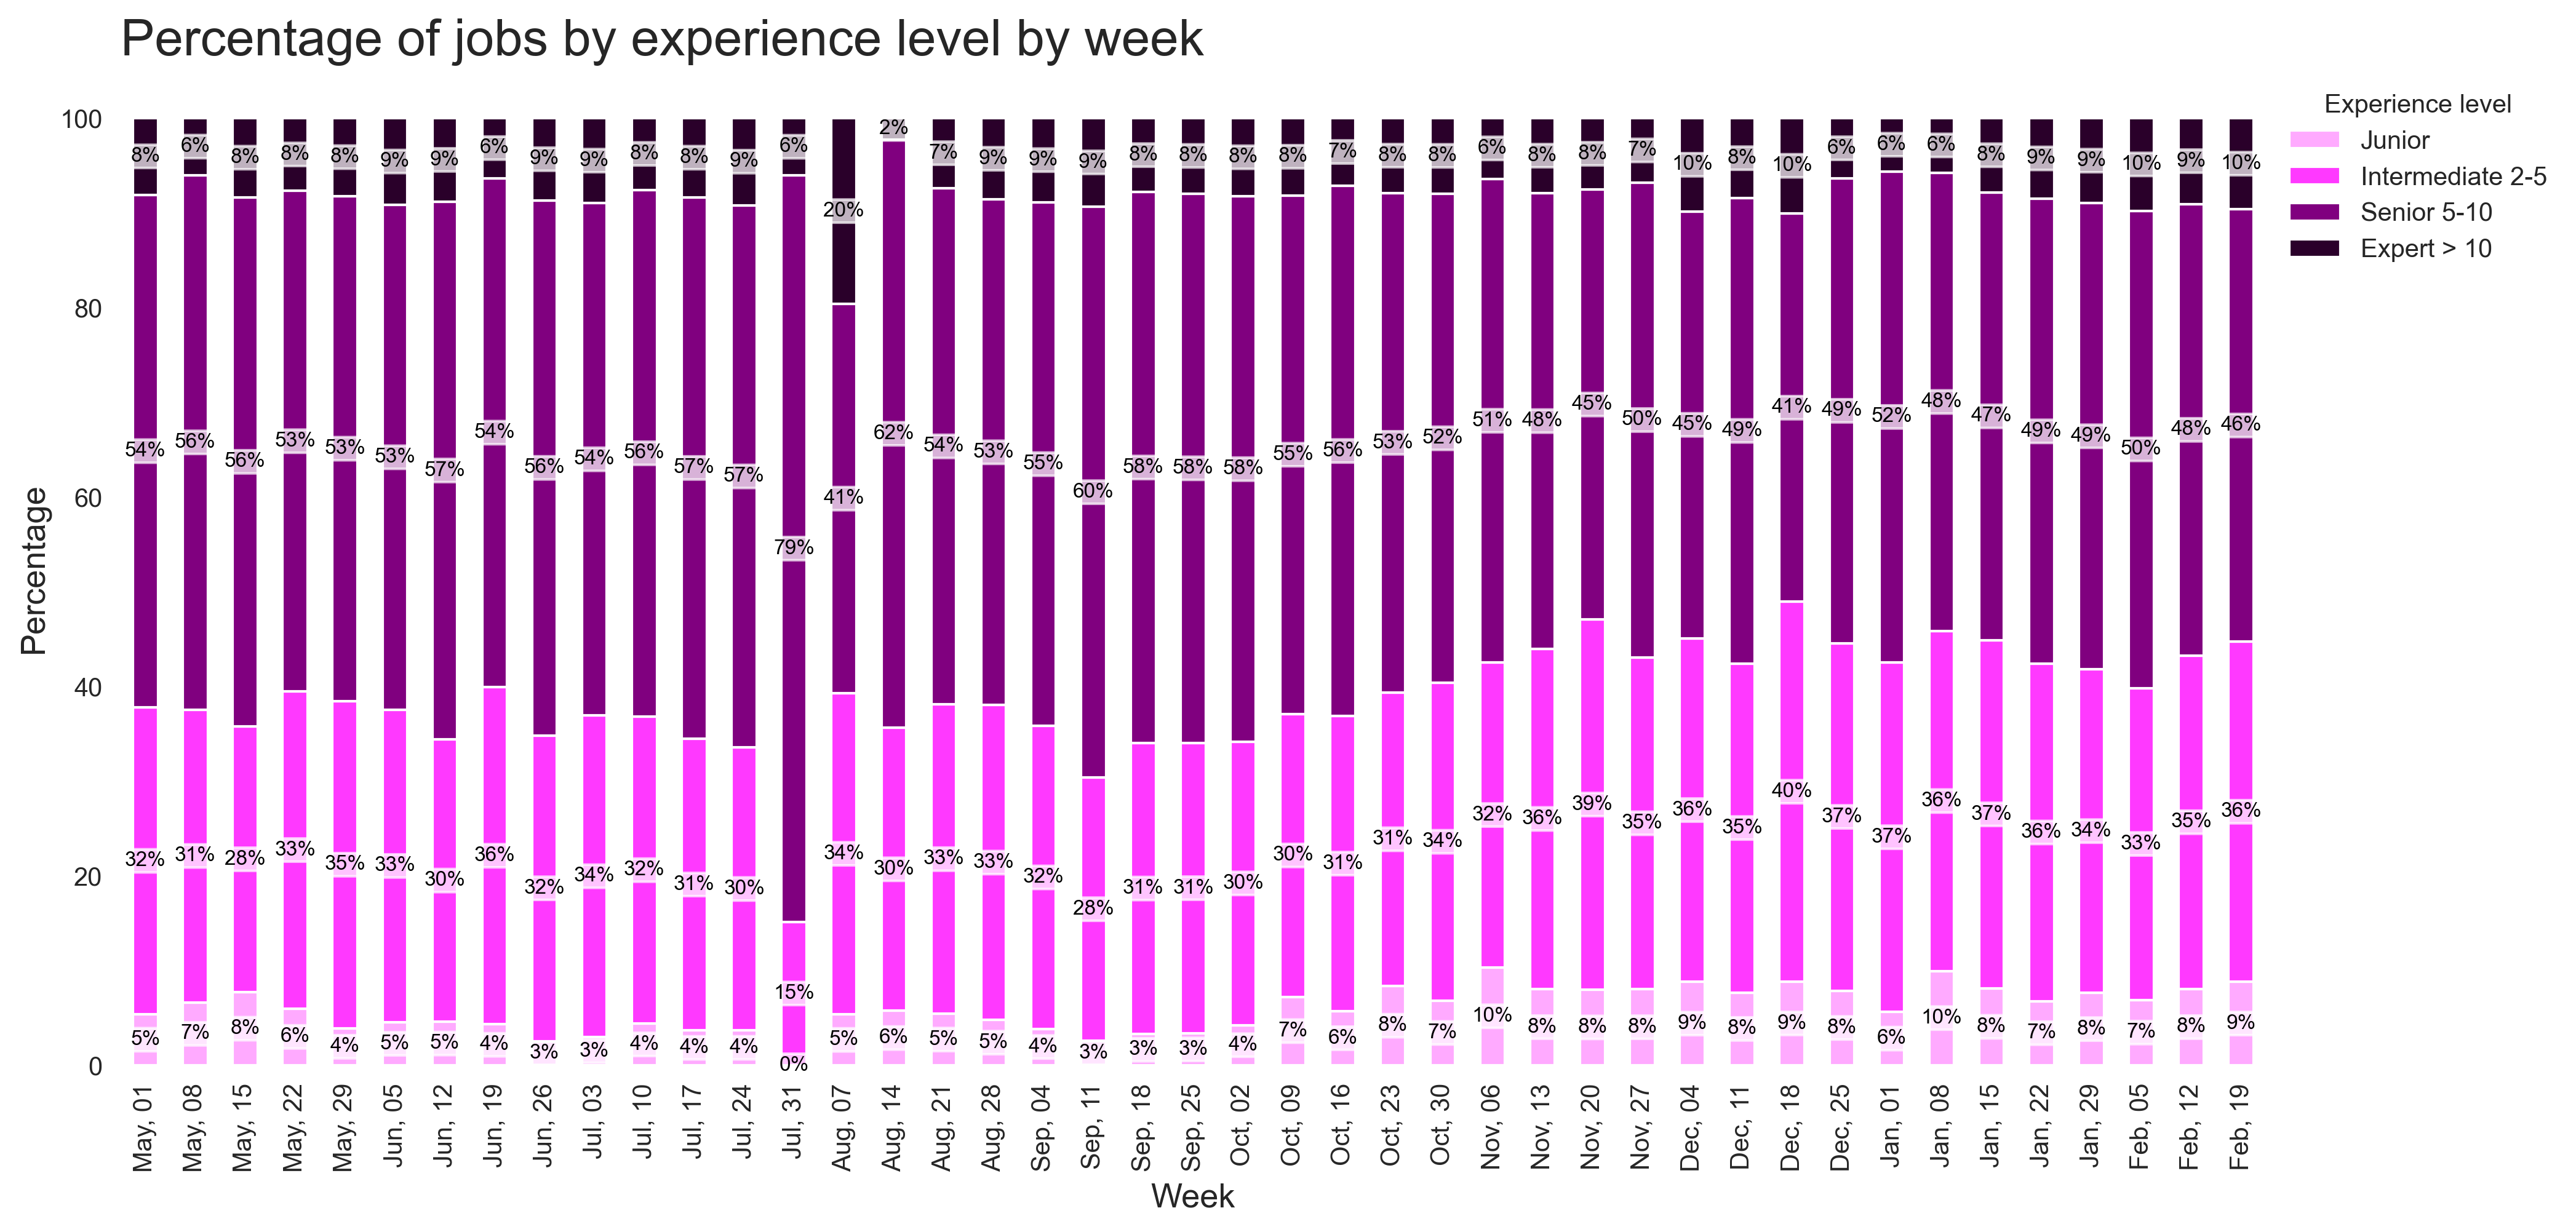 Percentage of jobs by experience level by week
Experience level
Junior
Intermediate 2-5
Senior 5-10
Expert > 10
Percentage
100
80
60
40
20
0
8% 6% 8% 8% 8% 9% 9% 6% 9% 9% 8% 8% 9% 6% 20% 2% 7% 9% 9% 9% 8% 8% 8% 8% 7% 8% 8% 6% 8% 8% 7% 10% 8% 10% 6% 6% 6% 8% 9% 9% 10% 9% 10%
54% 56% 56% 53% 53% 53% 57% 54% 56% 54% 56% 57% 57% 79% 41% 62% 54% 53% 55% 60% 58% 58% 58% 55% 56% 53% 52% 51% 48% 45% 50% 45% 49% 41% 49% 52% 48% 47% 49% 49% 50% 48% 46%
32% 31% 28% 33% 35% 33% 30% 36% 32% 34% 32% 31% 30% 15% 34% 30% 33% 33% 32% 28% 31% 31% 30% 30% 31% 31% 34% 32% 36% 39% 35% 36% 35% 40% 37% 37% 36% 37% 36% 34% 33% 35% 36%
5% 7% 8% 6% 4% 5% 5% 4% 3% 3% 4% 4% 4% 0% 5% 6% 5% 5% 4% 3% 3% 3% 4% 7% 6% 8% 7% 10% 8% 8% 8% 9% 8% 9% 8% 6% 10% 8% 7% 8% 7% 8% 9%
May, 01
May, 08
May, 15
May, 22
May, 29
Jun, 05
Jun, 12
Jun, 19
Jun, 26
Jul, 03
Jul, 10
Jul, 17
Jul, 24
Jul, 31
Aug, 07
Aug, 14
Aug, 21
Aug, 28
Sep, 04
Sep, 11
Sep, 18
Sep, 25
Oct, 02
Oct, 09
Oct, 16
Oct, 23
Oct, 30
Nov, 06
Nov, 13
Nov, 20
Nov, 27
Dec, 04
Dec, 11
Dec, 18
Dec, 25
Jan, 01
Jan, 08
Jan, 15
Jan, 22
Jan, 29
Feb, 05
Feb, 12
Feb, 19
Week